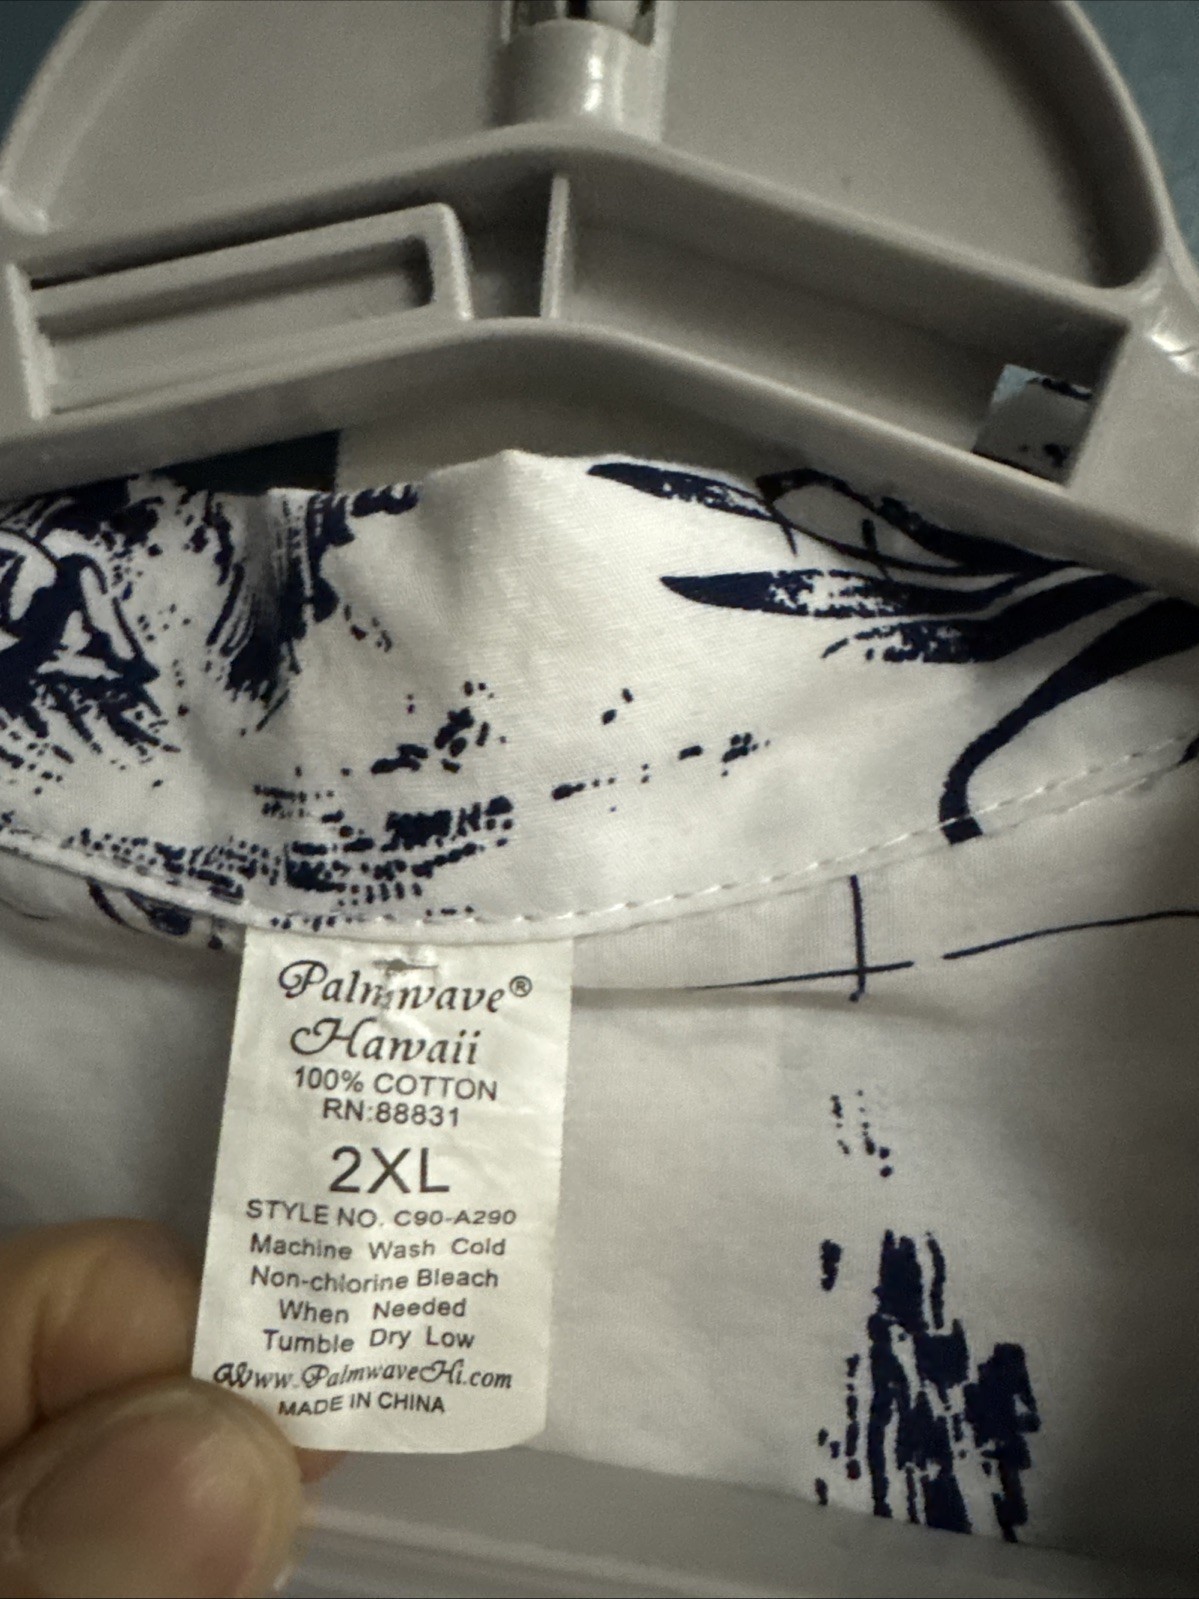 Palmwave®
Hawaii
100% COTTON
RN:88831
2XL
STYLE NO. C90-A290
Machine Wash Cold
Non-chlorine Bleach
When Needed
Tumble Dry Low
Www.PalmwaveHi.com
MADE IN CHINA